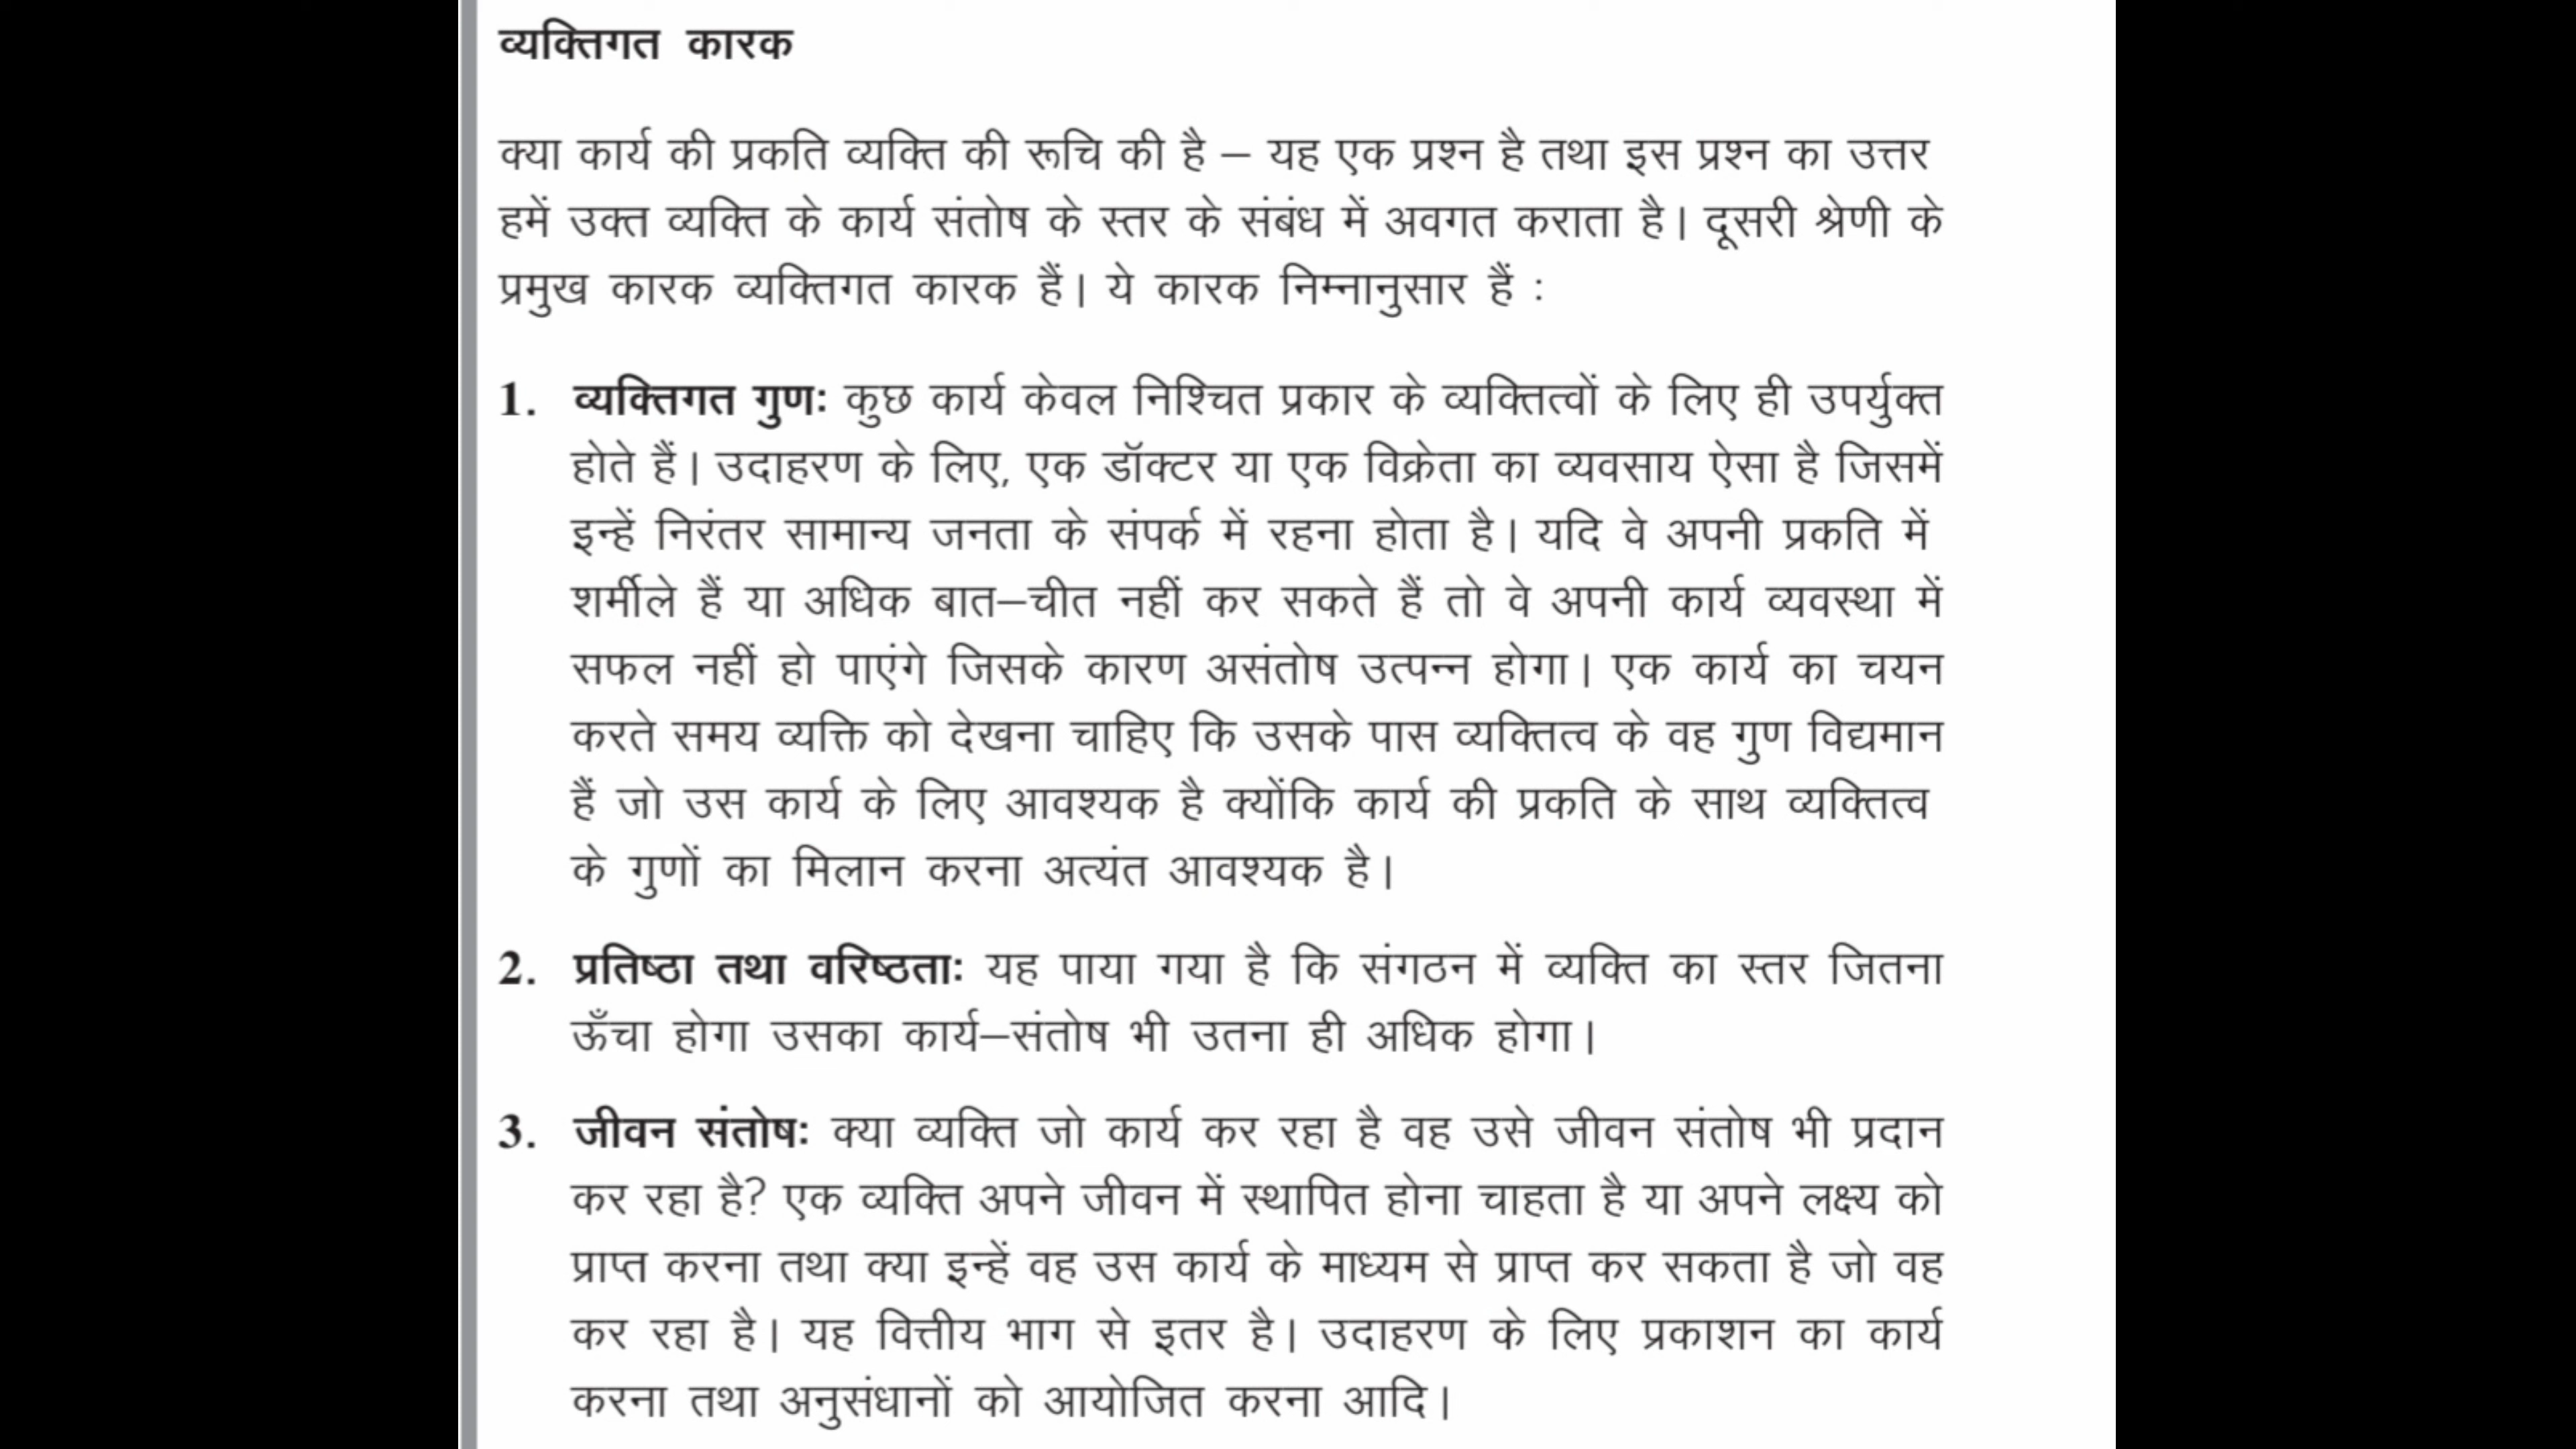 व्यक्तिगत कारक
क्या कार्य की प्रकति व्यक्ति की रूचि की है – यह एक प्रश्न है तथा इस प्रश्न का उत्तर
हमें उक्त व्यक्ति के कार्य संतोष के स्तर के संबंध में अवगत कराता है। दूसरी श्रेणी के
प्रमुख कारक व्यक्तिगत कारक हैं। ये कारक निम्नानुसार हैं :
1. व्यक्तिगत गुणः कुछ कार्य केवल निश्चित प्रकार के व्यक्तित्वों के लिए ही उपर्युक्त
होते हैं। उदाहरण के लिए, एक डॉक्टर या एक विक्रेता का व्यवसाय ऐसा है जिसमें
इन्हें निरंतर सामान्य जनता के संपर्क में रहना होता है। यदि वे अपनी प्रकति में
शर्मीले हैं या अधिक बात–चीत नहीं कर सकते हैं तो वे अपनी कार्य व्यवस्था में
सफल नहीं हो पाएंगे जिसके कारण असंतोष उत्पन्न होगा। एक कार्य का चयन
करते समय व्यक्ति को देखना चाहिए कि उसके पास व्यक्तित्व के वह गुण विद्यमान
हैं जो उस कार्य के लिए आवश्यक है क्योंकि कार्य की प्रकति के साथ व्यक्तित्व
के गुणों का मिलान करना अत्यंत आवश्यक है।
2. प्रतिष्ठा तथा वरिष्ठताः यह पाया गया है कि संगठन में व्यक्ति का स्तर जितना
ऊँचा होगा उसका कार्य–संतोष भी उतना ही अधिक होगा।
3. जीवन संतोषः क्या व्यक्ति जो कार्य कर रहा है वह उसे जीवन संतोष भी प्रदान
कर रहा है? एक व्यक्ति अपने जीवन में स्थापित होना चाहता है या अपने लक्ष्य को
प्राप्त करना तथा क्या इन्हें वह उस कार्य के माध्यम से प्राप्त कर सकता है जो वह
कर रहा है। यह वित्तीय भाग से इतर है। उदाहरण के लिए प्रकाशन का कार्य
करना तथा अनुसंधानों को आयोजित करना आदि।